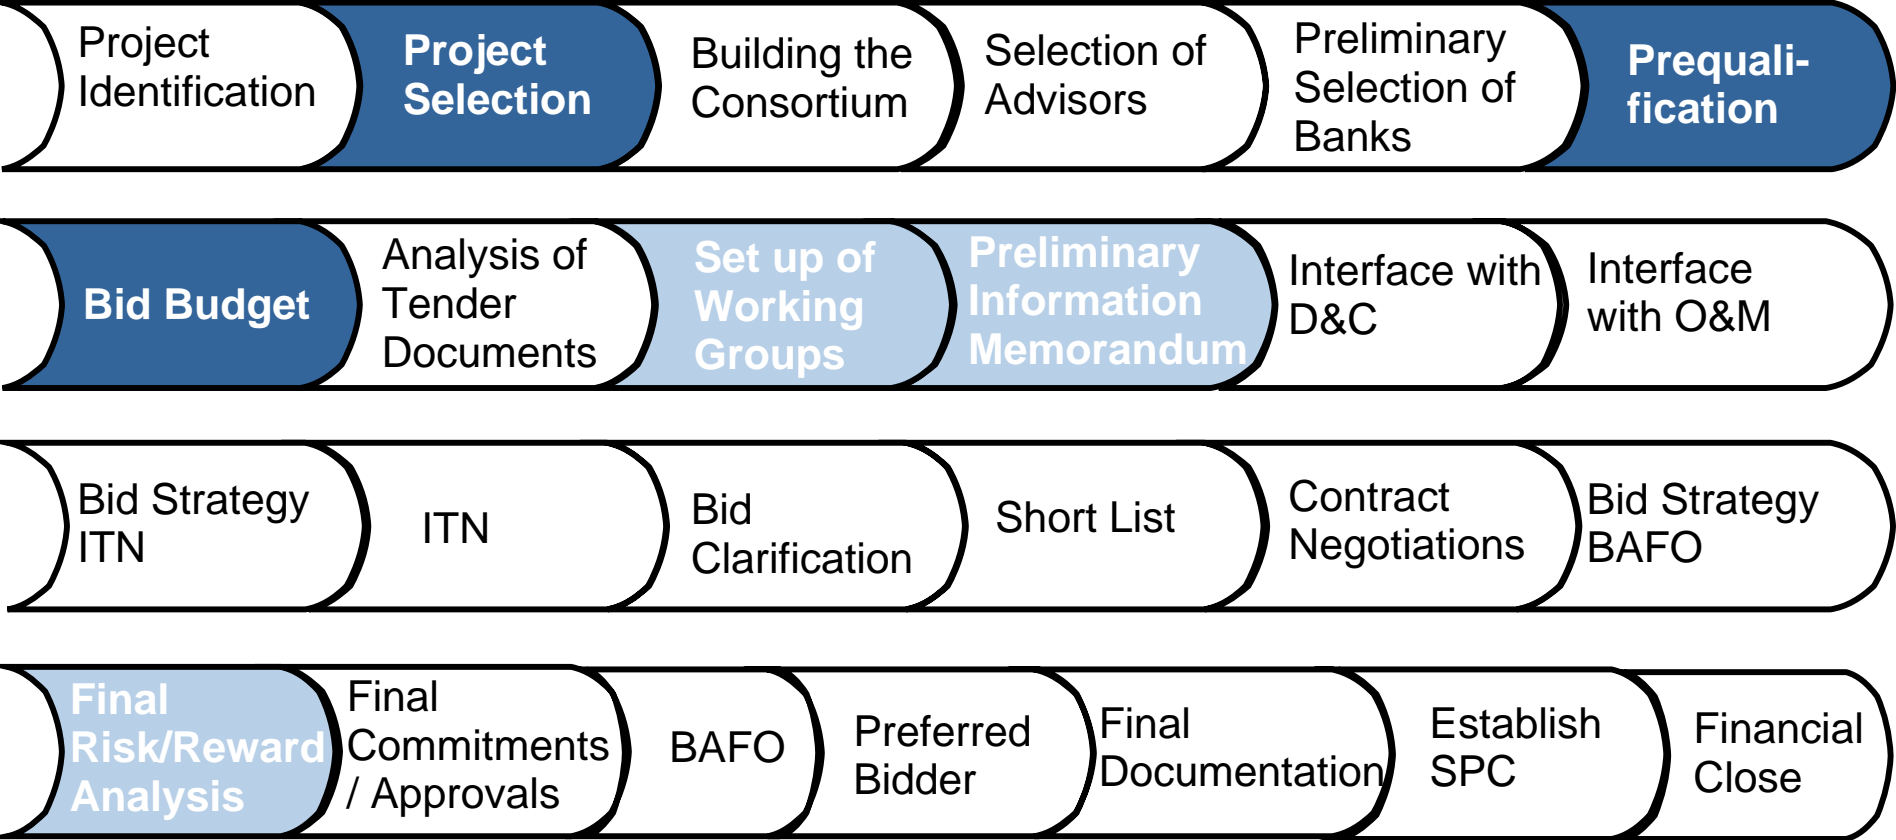 Project
Identification
Project
Selection
Building the
Consortium
Selection of
Advisors
Preliminary
Selection of
Banks
Prequali-
fication
Bid Budget
Analysis of
Tender
Documents
Set up of
Working
Groups
Preliminary
Information
Memorandum
Interface with
D&C
Interface
with O&M
Bid Strategy
ITN
ITN
Bid
Clarification
Short List
Contract
Negotiations
Bid Strategy
BAFO
Final
Risk/Reward
Analysis
Final
Commitments
/ Approvals
BAFO
Preferred
Bidder
Final
Documentation
Establish
SPC
Financial
Close